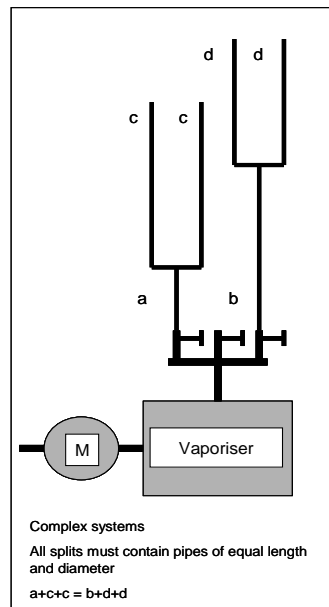 d d
c c
a b
Vaporiser
M
Complex systems
All splits must contain pipes of equal length
and diameter
a+c+c = b+d+d